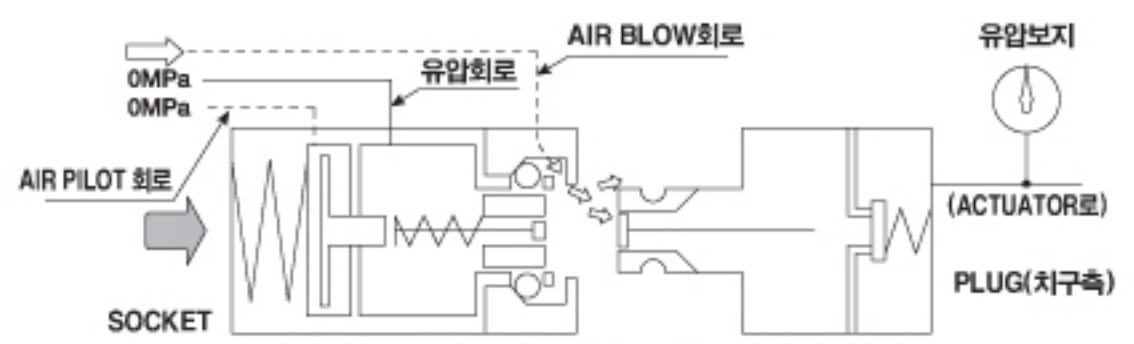 AIR BLOW회로
유압보지
유압회로
0MPa
0MPa
AIR PILOT 회로
(ACTUATOR로)
PLUG(치구측)
SOCKET